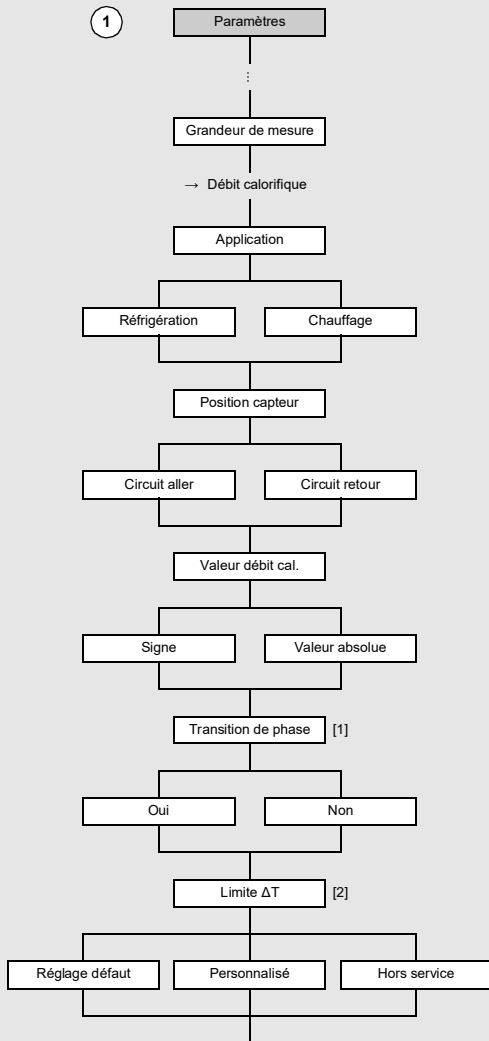 1 Paramètres
⋮
Grandeur de mesure
→ Débit calorifique
Application
Réfrigération Chauffage
Position capteur
Circuit aller Circuit retour
Valeur débit cal.
Signe Valeur absolue
Transition de phase [1]
Oui Non
Limite ΔT [2]
Réglage défaut Personnalisé Hors service